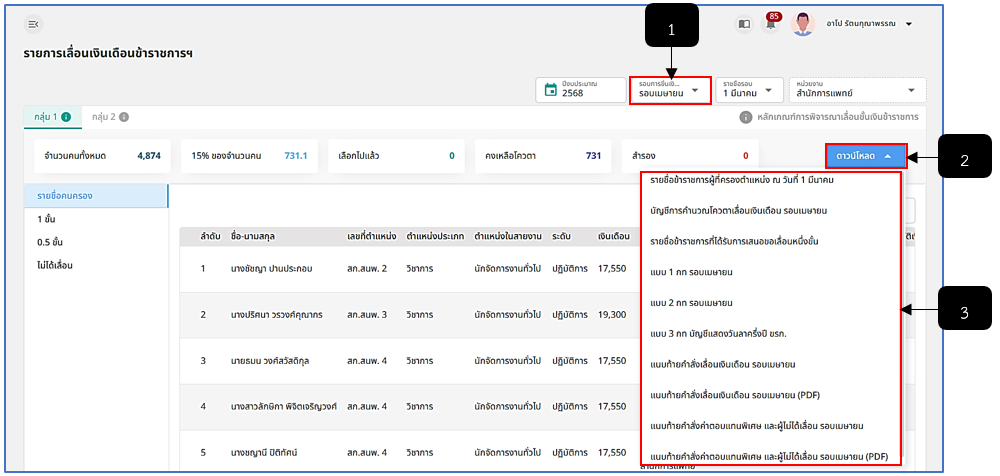 1
85
อาโป รัตนกุณาพรรณ
รายการเลื่อนเงินเดือนข้าราชการฯ
ปีงบประมาณ
2568
รอบการขึ้นเงิ...
รอบเมษายน
รายชื่อรอบ
1 มีนาคม
หน่วยงาน
สำนักการแพทย์
กลุ่ม 1
กลุ่ม 2
หลักเกณฑ์การพิจารณาเลื่อนขั้นเงินข้าราชการ
จำนวนคนทั้งหมด 4,874
15% ของจำนวนคน 731.1
เลือกไปแล้ว 0
คงเหลือโควตา 731
สำรอง 0
ดาวน์โหลด
2
รายชื่อคนครอง
1 ขั้น
0.5 ขั้น
ไม่ได้เลื่อน
รายชื่อข้าราชการผู้ที่ครองตำแหน่ง ณ วันที่ 1 มีนาคม
บัญชีการคำนวณโควตาเลื่อนเงินเดือน รอบเมษายน
รายชื่อข้าราชการที่ได้รับการเสนอขอเลื่อนหนึ่งขั้น
แบบ 1 กก รอบเมษายน
แบบ 2 กก รอบเมษายน
แบบ 3 กก บัญชีแสดงวันลาครึ่งปี ขรก.
แนบท้ายคำสั่งเลื่อนเงินเดือน รอบเมษายน
แนบท้ายคำสั่งเลื่อนเงินเดือน รอบเมษายน (PDF)
แนบท้ายคำสั่งค่าตอบแทนพิเศษ และผู้ไม่ได้เลื่อน รอบเมษายน
แนบท้ายคำสั่งค่าตอบแทนพิเศษ และผู้ไม่ได้เลื่อน รอบเมษายน (PDF)
3
ลำดับ ชื่อ-นามสกุล เลขที่ตำแหน่ง ตำแหน่งประเภท ตำแหน่งในสายงาน ระดับ เงินเดือน
1 นางชัชญา ปานประกอบ สก.สนพ. 2 วิชาการ นักจัดการงานทั่วไป ปฏิบัติการ 17,550
2 นางปริศนา วรวงศ์คุณากร สก.สนพ. 3 วิชาการ นักจัดการงานทั่วไป ปฏิบัติการ 19,300
3 นายธมน วงศ์สวัสดิกุล สก.สนพ. 4 วิชาการ นักจัดการงานทั่วไป ปฏิบัติการ 17,550
4 นางสาวลักษิกา พิจิตเจริญวงศ์ สก.สนพ. 4 วิชาการ นักจัดการงานทั่วไป ปฏิบัติการ 17,550
5 นางชญานี ปิติทัศน์ สก.สนพ. 4 วิชาการ นักจัดการงานทั่วไป ปฏิบัติการ 17,550
สำนักการแพทย์